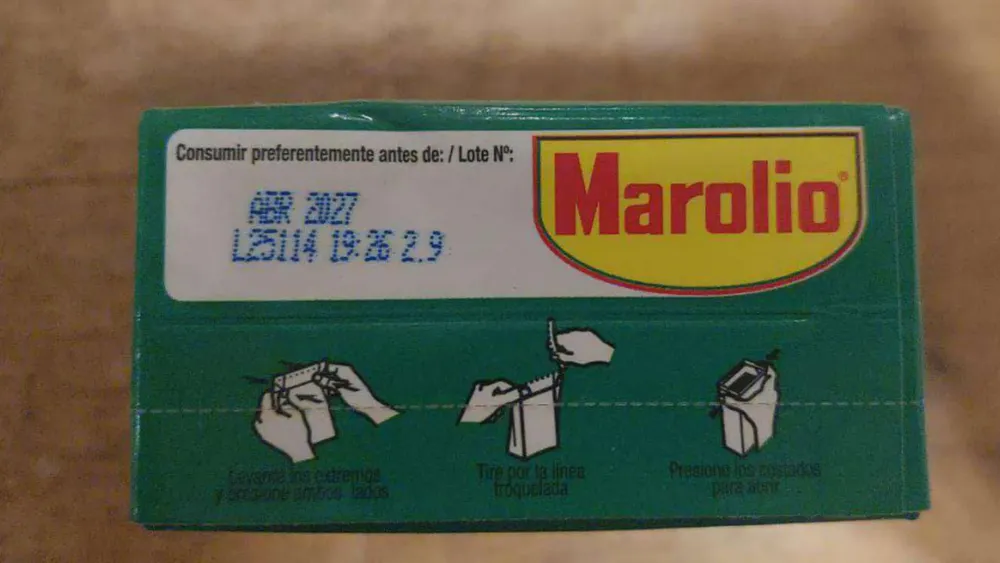 Consumir preferentemente antes de: / Lote Nº:
ABR 2027
L25114 19:26 2.9
Marolio®
Levante los extremos
y presione ambos lados
Tire por la línea
troquelada
Presione los costados
para abrir